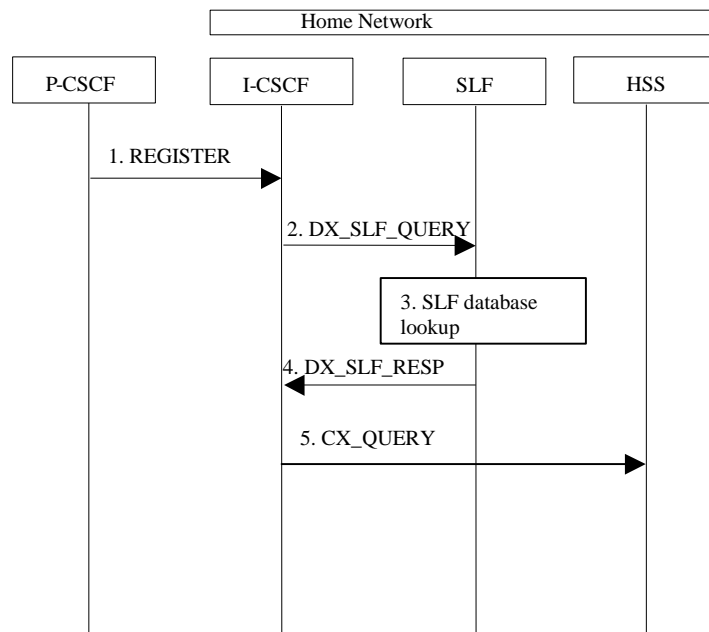 Home Network
P-CSCF
I-CSCF
SLF
HSS
1. REGISTER
2. DX_SLF_QUERY
3. SLF database
lookup
4. DX_SLF_RESP
5. CX_QUERY